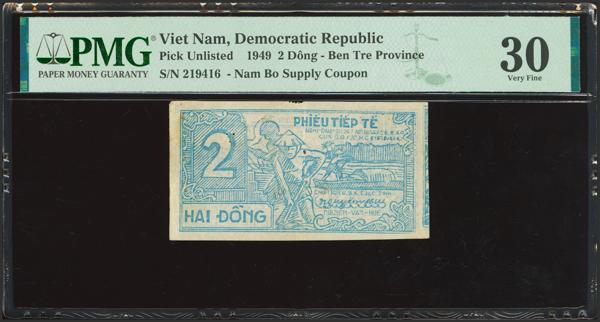 PMG
PAPER MONEY GUARANTY
Viet Nam, Democratic Republic
Pick Unlisted 1949 2 Dông - Ben Tre Province
S/N 219416 - Nam Bo Supply Coupon
30
Very Fine
PHIẾU TIẾP TẾ
2
HAI-ĐỒNG